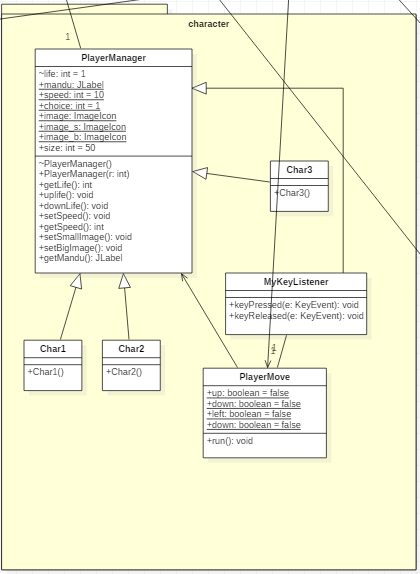 character
1
PlayerManager
~life: int = 1
+mandu: JLabel
+speed: int = 10
+choice: int = 1
+image: ImageIcon
+image_s: ImageIcon
+image_b: ImageIcon
+size: int = 50
~PlayerManager()
+PlayerManager(r: int)
+getLife(): int
+uplife(): void
+downLife(): void
+setSpeed(): void
+getSpeed(): int
+setSmallImage(): void
+setBigImage(): void
+getMandu(): JLabel
Char3
+Char3()
MyKeyListener
+keyPressed(e: KeyEvent): void
+keyReleased(e: KeyEvent): void
Char1
+Char1()
Char2
+Char2()
1
1
PlayerMove
+up: boolean = false
+down: boolean = false
+left: boolean = false
+down: boolean = false
+run(): void